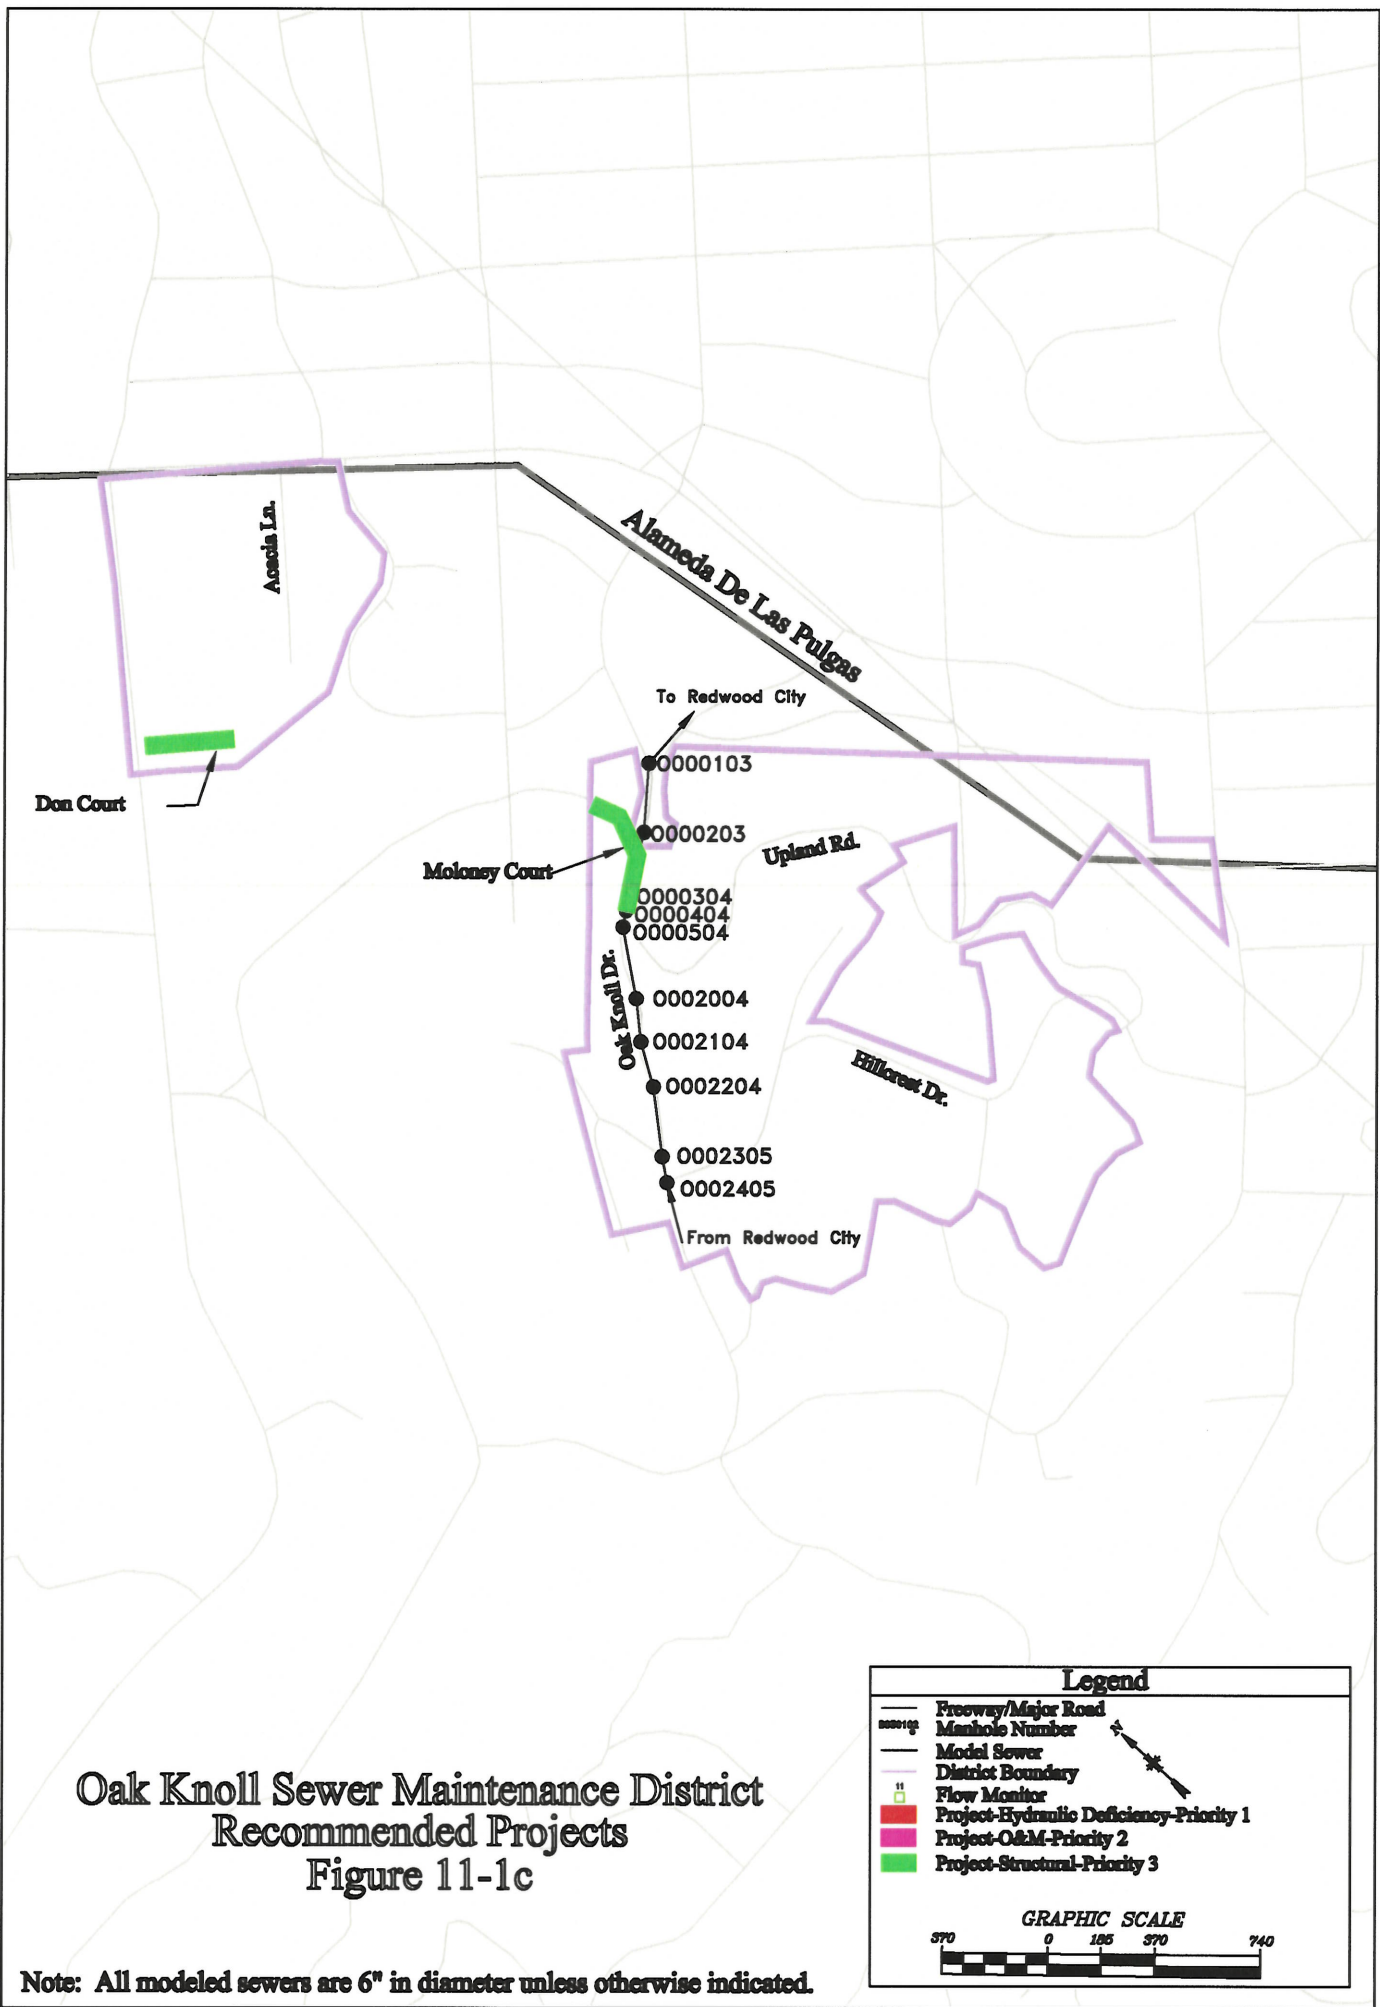 Acacia Ln.
Alameda De Las Pulgas
To Redwood City
0000103
Don Court
0000203
Upland Rd.
Moloney Court
0000304
0000404
0000504
Oak Knoll Dr.
0002004
0002104
Hillcrest Dr.
0002204
0002305
0002405
From Redwood City
Legend
Freeway/Major Road
Manhole Number
N
Model Sewer
District Boundary
11
Flow Monitor
Project-Hydraulic Deficiency-Priority 1
Project-O&M-Priority 2
Project-Structural-Priority 3
GRAPHIC SCALE
370 0 185 370 740
Oak Knoll Sewer Maintenance District
Recommended Projects
Figure 11-1c
Note: All modeled sewers are 6" in diameter unless otherwise indicated.